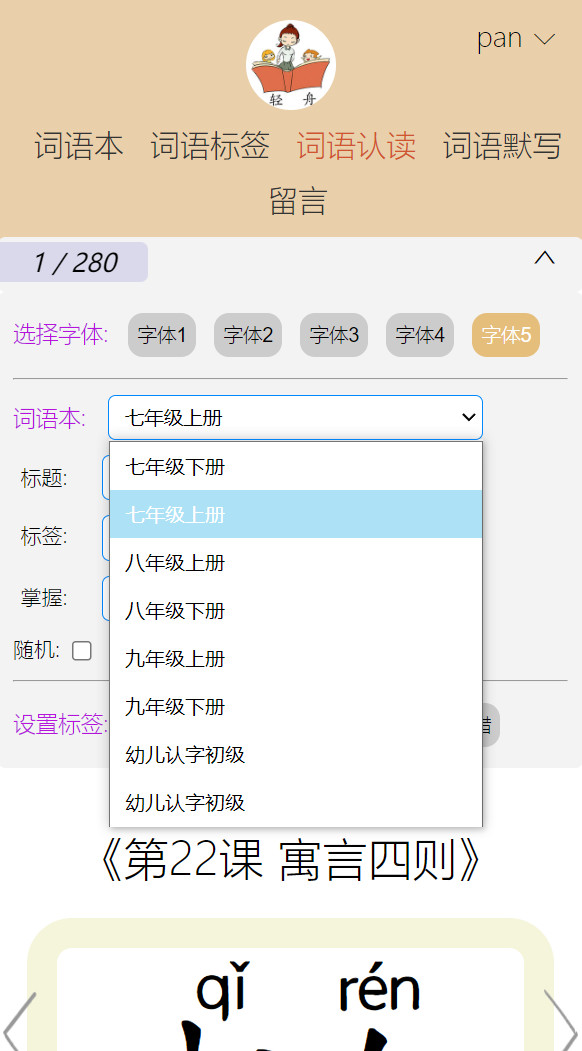 pan
轻 舟
词语本 词语标签 词语认读 词语默写
留言
1 / 280
选择字体: 字体1 字体2 字体3 字体4 字体5
词语本: 七年级上册
七年级下册
标题:
七年级上册
标签:
八年级上册
掌握:
八年级下册
随机:
九年级上册
九年级下册
设置标签:
幼儿认字初级
幼儿认字初级
《第22课 寓言四则》
qǐ rén